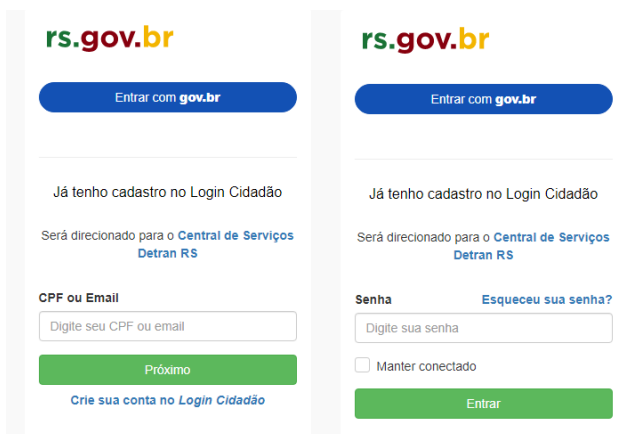 rs.gov.br
Entrar com gov.br
Já tenho cadastro no Login Cidadão
Será direcionado para o Central de Serviços
Detran RS
CPF ou Email
Digite seu CPF ou email
Próximo
Crie sua conta no Login Cidadão
rs.gov.br
Entrar com gov.br
Já tenho cadastro no Login Cidadão
Será direcionado para o Central de Serviços
Detran RS
Senha Esqueceu sua senha?
Digite sua senha
Manter conectado
Entrar